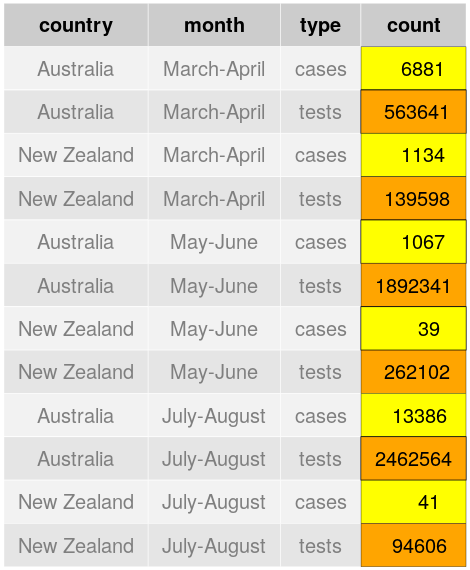 country month type count
Australia March-April cases 6881
Australia March-April tests 563641
New Zealand March-April cases 1134
New Zealand March-April tests 139598
Australia May-June cases 1067
Australia May-June tests 1892341
New Zealand May-June cases 39
New Zealand May-June tests 262102
Australia July-August cases 13386
Australia July-August tests 2462564
New Zealand July-August cases 41
New Zealand July-August tests 94606